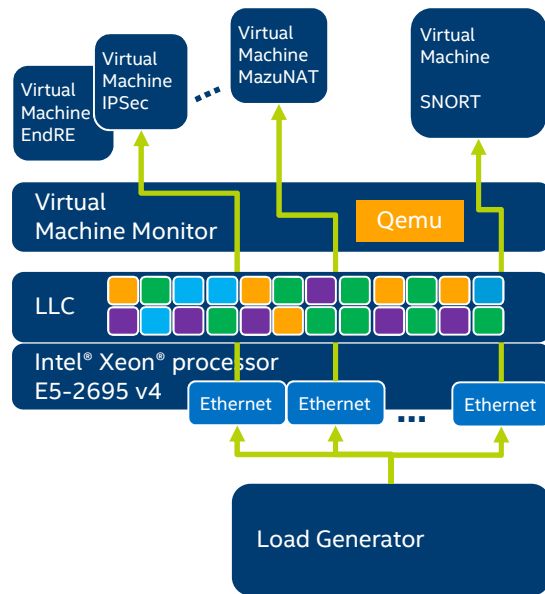 Virtual
Machine
EndRE
Virtual
Machine
IPSec
...
Virtual
Machine
MazuNAT
Virtual
Machine
SNORT
Virtual
Machine Monitor
Qemu
LLC
Intel® Xeon® processor
E5-2695 v4
Ethernet
Ethernet
...
Ethernet
Load Generator